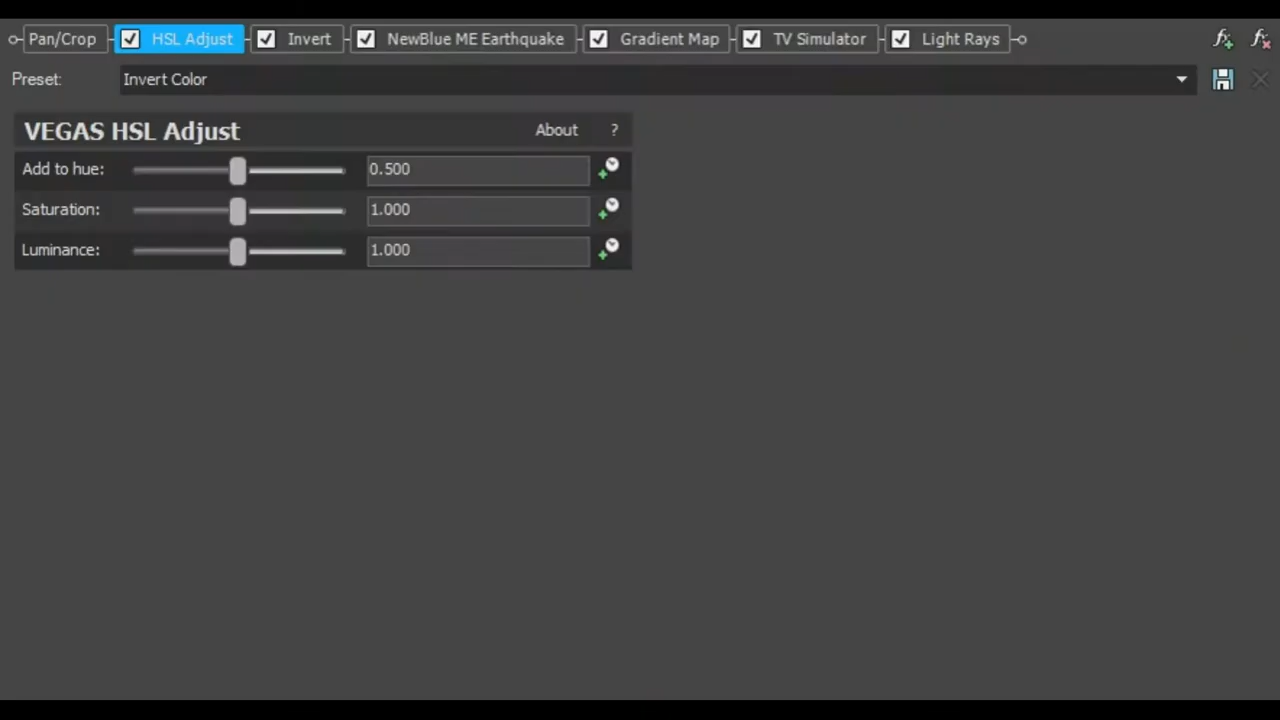 Pan/Crop HSL Adjust Invert NewBlue ME Earthquake Gradient Map TV Simulator Light Rays
Preset: Invert Color
VEGAS HSL Adjust About ?
Add to hue: 0.500
Saturation: 1.000
Luminance: 1.000